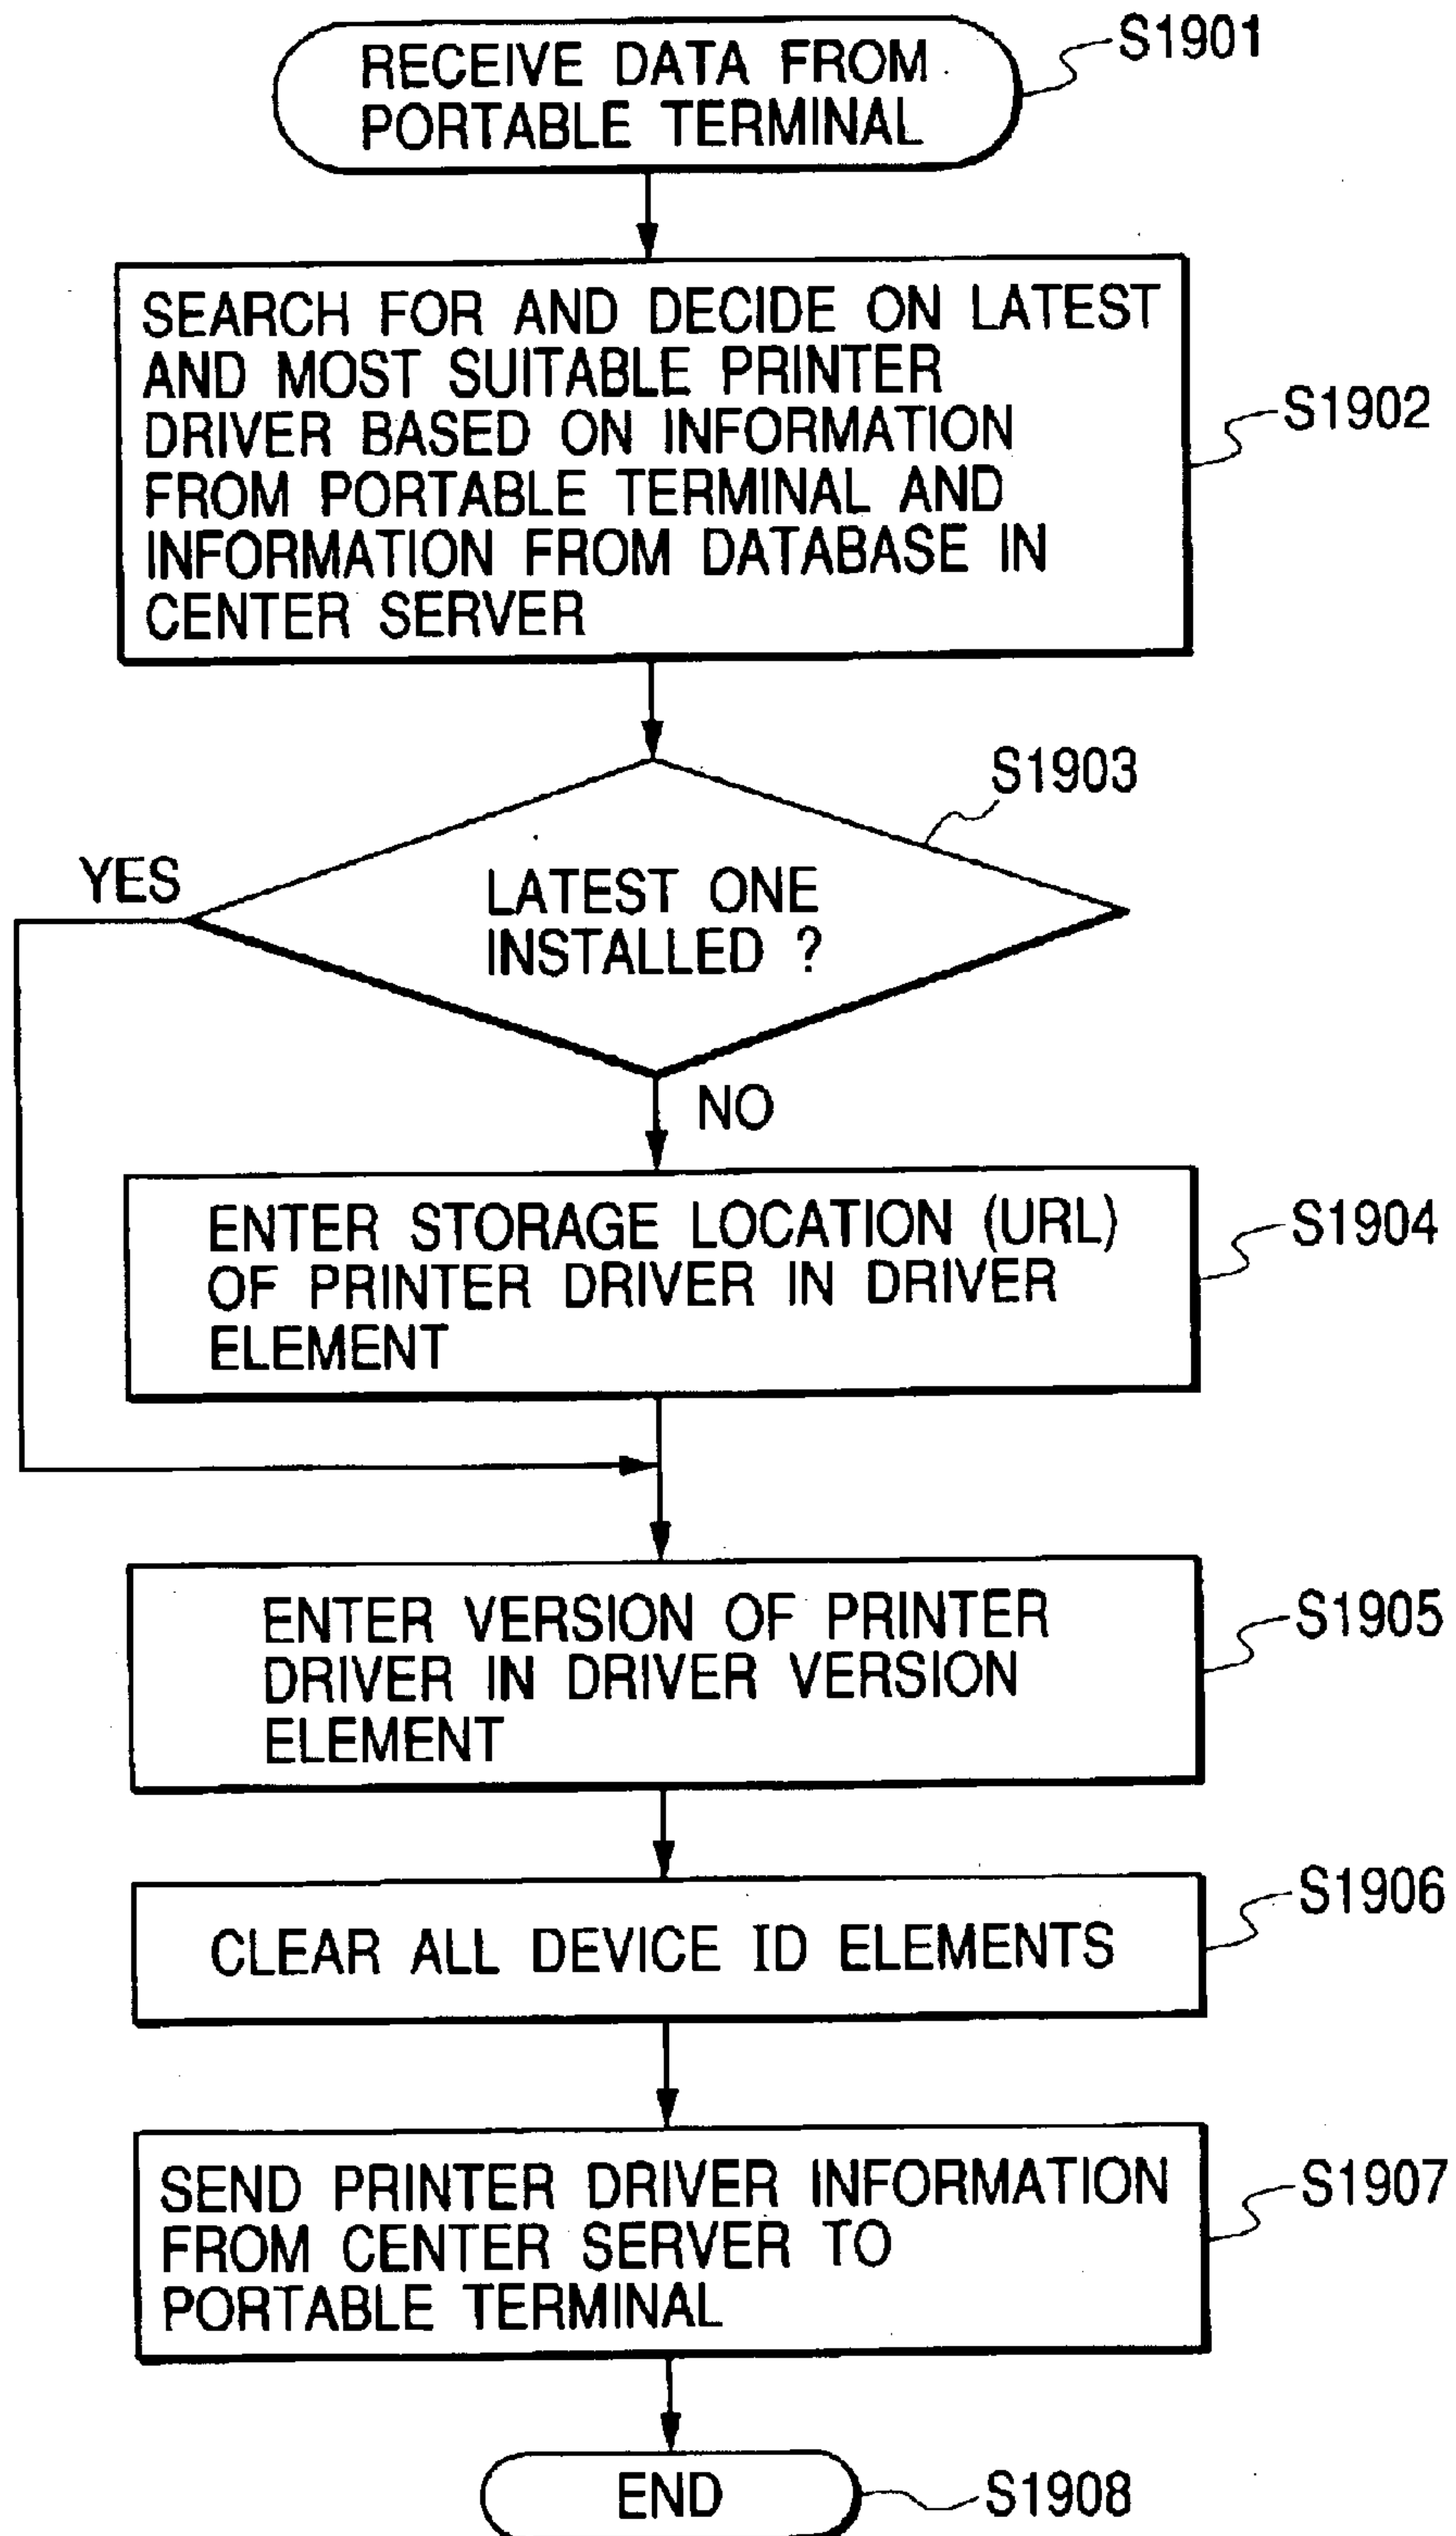 RECEIVE DATA FROM
PORTABLE TERMINAL
S1901
SEARCH FOR AND DECIDE ON LATEST
AND MOST SUITABLE PRINTER
DRIVER BASED ON INFORMATION
FROM PORTABLE TERMINAL AND
INFORMATION FROM DATABASE IN
CENTER SERVER
S1902
S1903
YES
LATEST ONE
INSTALLED ?
NO
ENTER STORAGE LOCATION (URL)
OF PRINTER DRIVER IN DRIVER
ELEMENT
S1904
ENTER VERSION OF PRINTER
DRIVER IN DRIVER VERSION
ELEMENT
S1905
CLEAR ALL DEVICE ID ELEMENTS
S1906
SEND PRINTER DRIVER INFORMATION
FROM CENTER SERVER TO
PORTABLE TERMINAL
S1907
END
S1908